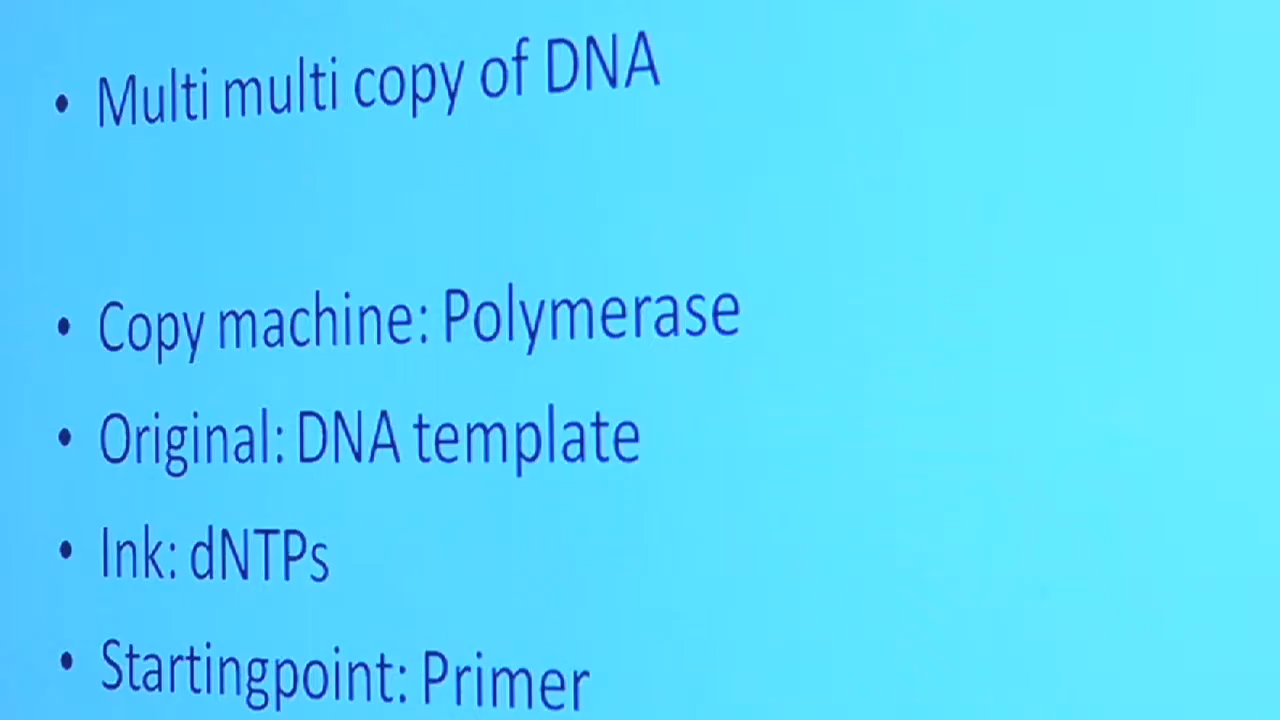 • Multi multi copy of DNA
• Copy machine: Polymerase
• Original: DNA template
• Ink: dNTPs
• Startingpoint: Primer